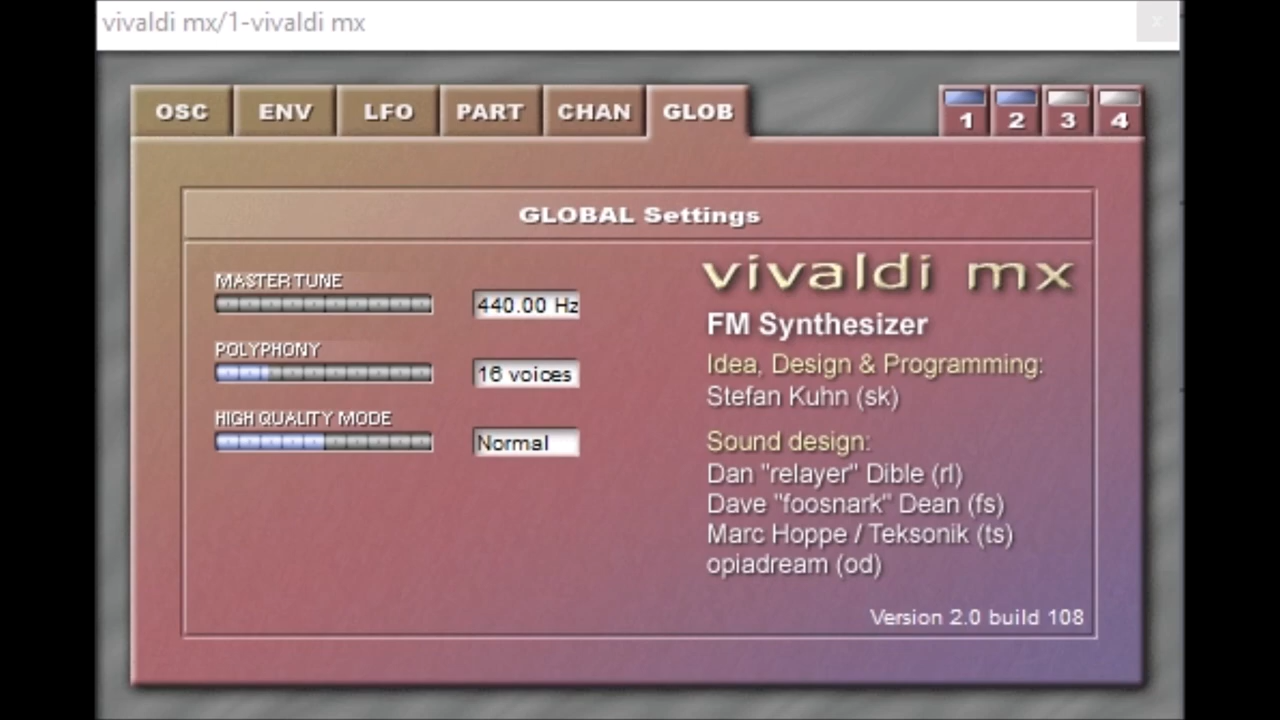 vivaldi mx/1-vivaldi mx
x
OSC ENV LFO PART CHAN GLOB 1 2 3 4
GLOBAL Settings
MASTER TUNE
440.00 Hz
POLYPHONY
16 voices
HIGH QUALITY MODE
Normal
vivaldi mx
FM Synthesizer
Idea, Design & Programming:
Stefan Kuhn (sk)
Sound design:
Dan "relayer" Dible (rl)
Dave "foosnark" Dean (fs)
Marc Hoppe / Teksonik (ts)
opiadream (od)
Version 2.0 build 108